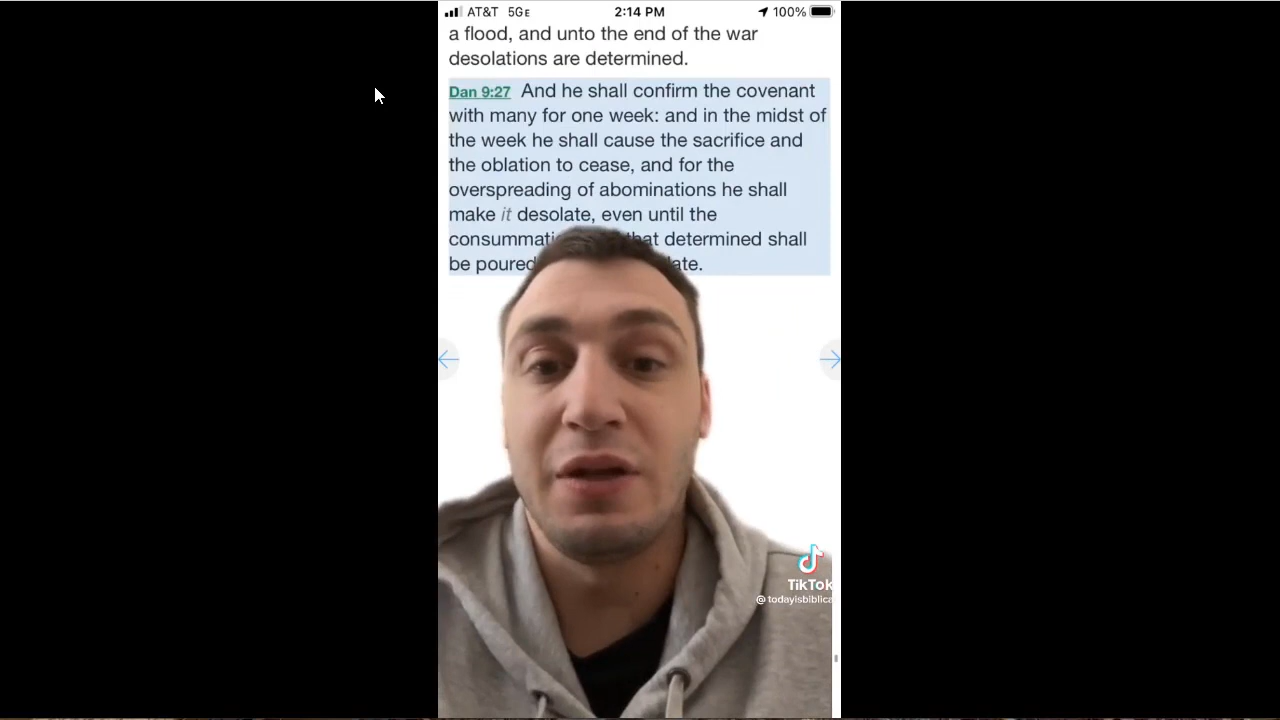 AT&T 5GE 2:14 PM 100%
a flood, and unto the end of the war
desolations are determined.
Dan 9:27 And he shall confirm the covenant
with many for one week: and in the midst of
the week he shall cause the sacrifice and
the oblation to cease, and for the
overspreading of abominations he shall
make it desolate, even until the
determined shall
be poured
TikTok
@todayisbiblica